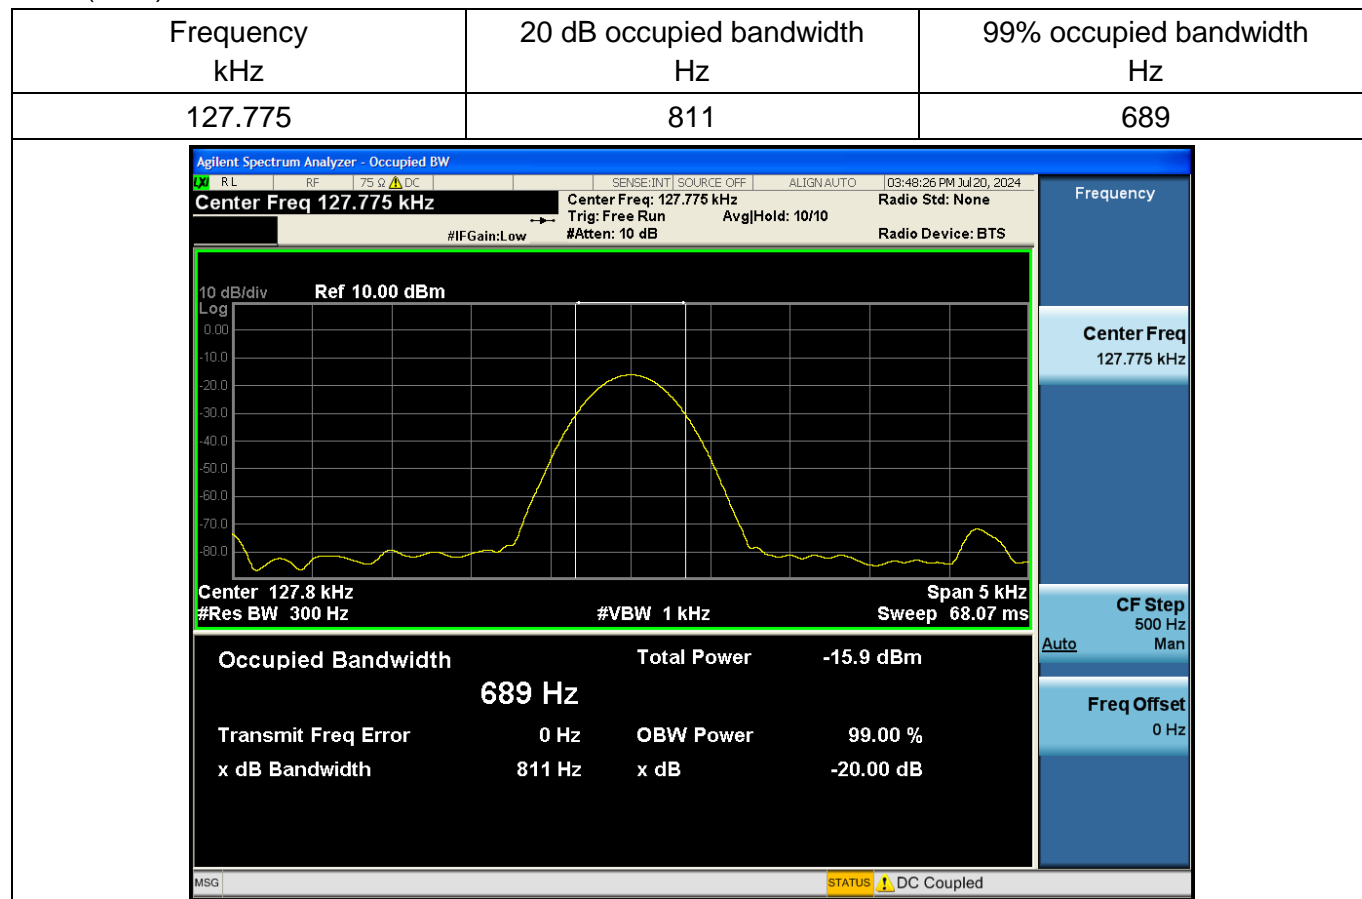 Frequency 20 dB occupied bandwidth 99% occupied bandwidth
kHz Hz Hz
127.775 811 689
Agilent Spectrum Analyzer - Occupied BW
LXI RL RF 75 Ω DC SENSE:INT SOURCE OFF ALIGN AUTO 03:48:26 PM Jul 20, 2024
Center Freq 127.775 kHz Center Freq: 127.775 kHz Radio Std: None
Trig: Free Run Avg|Hold: 10/10
#IFGain:Low #Atten: 10 dB Radio Device: BTS
10 dB/div Ref 10.00 dBm
Log
0.00
-10.0
-20.0
-30.0
-40.0
-50.0
-60.0
-70.0
-80.0
Center 127.8 kHz Span 5 kHz
#Res BW 300 Hz #VBW 1 kHz Sweep 68.07 ms
Occupied Bandwidth Total Power -15.9 dBm
689 Hz
Transmit Freq Error 0 Hz OBW Power 99.00 %
x dB Bandwidth 811 Hz x dB -20.00 dB
Frequency
Center Freq
127.775 kHz
CF Step
500 Hz
Auto Man
Freq Offset
0 Hz
MSG STATUS DC Coupled